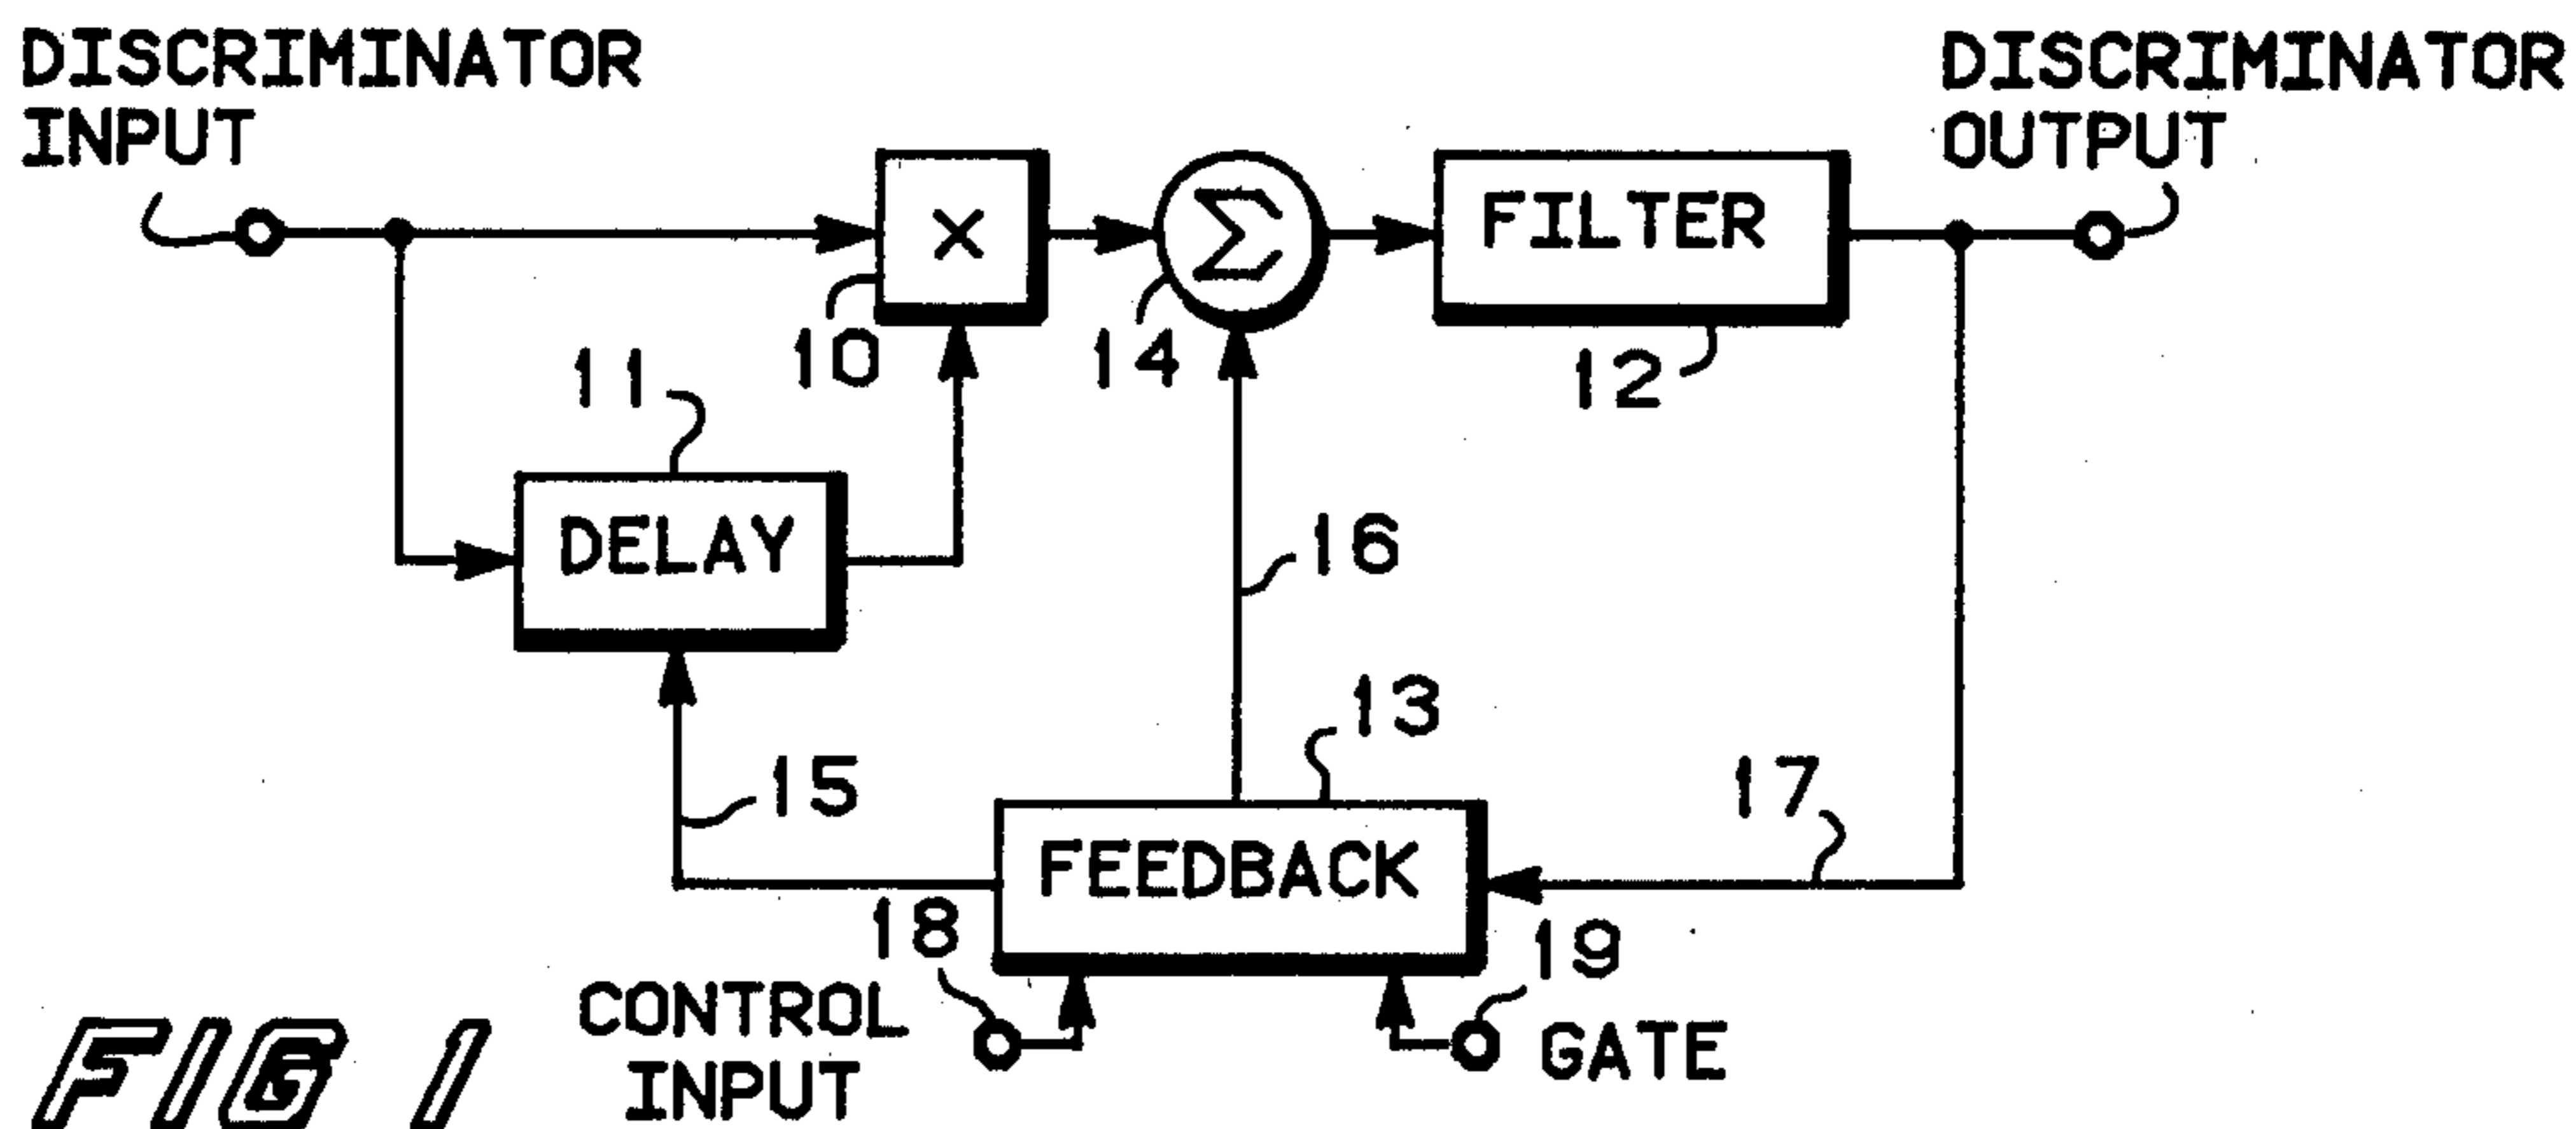 DISCRIMINATOR
INPUT
DISCRIMINATOR
OUTPUT
×
Σ
FILTER
10
14
12
11
DELAY
16
15
13
17
FEEDBACK
18
19
CONTROL
INPUT
GATE
FIG 1